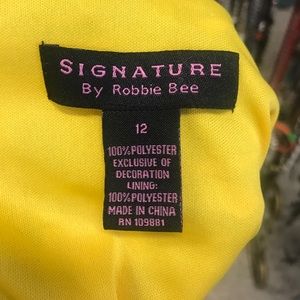 SIGNATURE
By Robbie Bee
12
100%POLYESTER
EXCLUSIVE OF
DECORATION
LINING:
100%POLYESTER
MADE IN CHINA
RN 109881